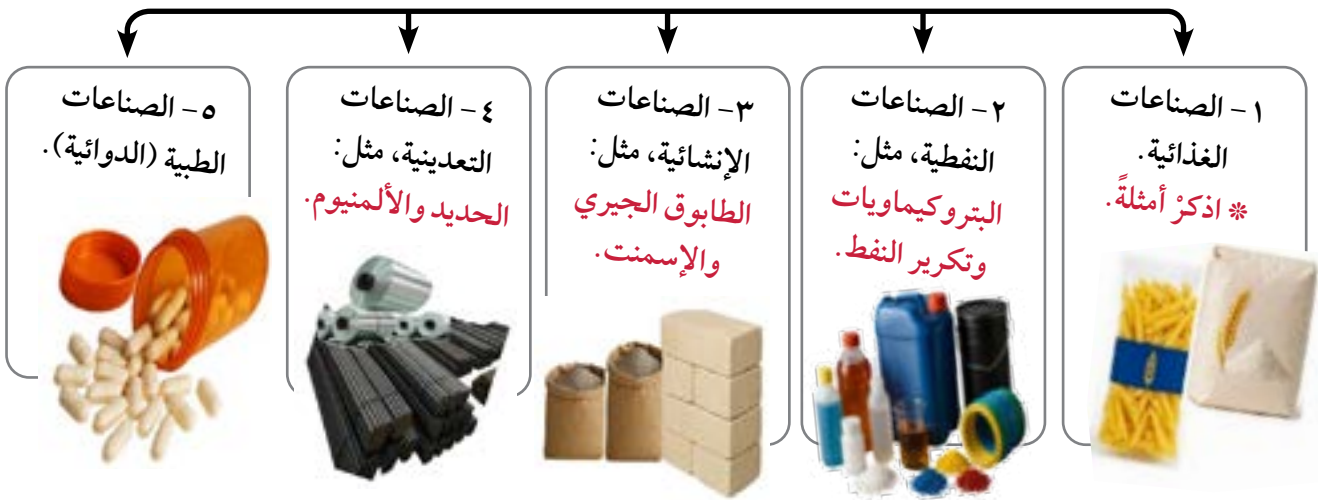 ١- الصناعات
الغذائية.
* اذكرْ أمثلةً.
٢- الصناعات
النفطية، مثل:
البتروكيماويات
وتكرير النفط.
٣- الصناعات
الإنشائية، مثل:
الطابوق الجيري
والإسمنت.
٤- الصناعات
التعدينية، مثل:
الحديد والألمنيوم.
٥- الصناعات
الطبية (الدوائية).